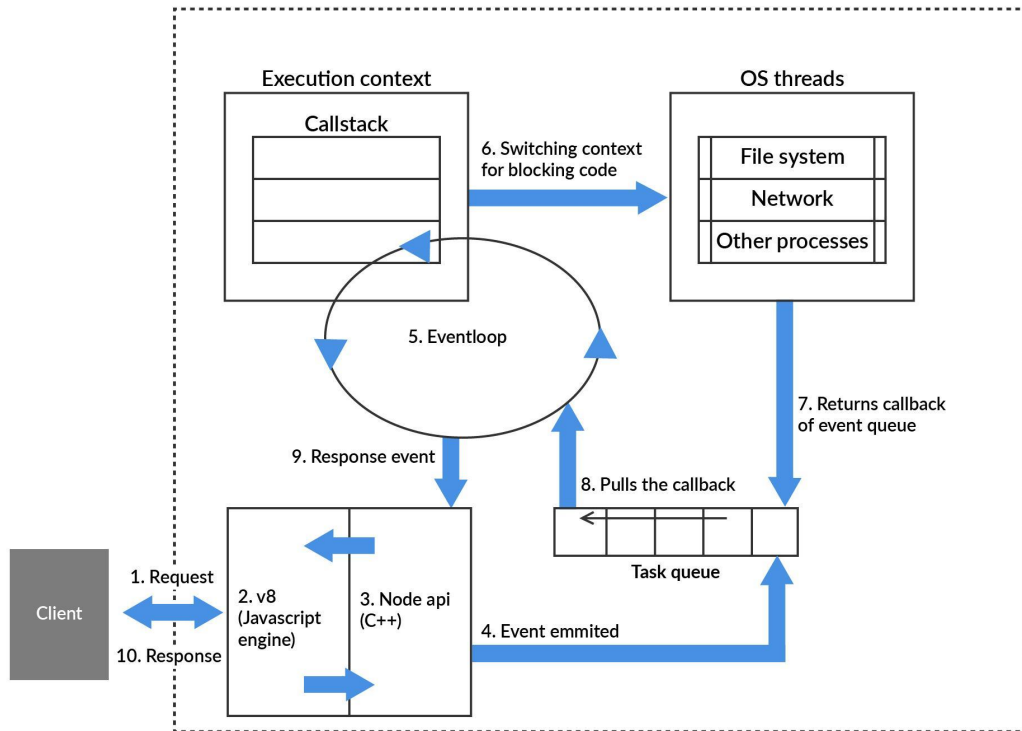 Execution context
OS threads
Callstack
6. Switching context
for blocking code
File system
Network
Other processes
5. Eventloop
7. Returns callback
of event queue
9. Response event
8. Pulls the callback
Task queue
1. Request
Client
2. v8
(Javascript
engine)
3. Node api
(C++)
4. Event emmited
10. Response